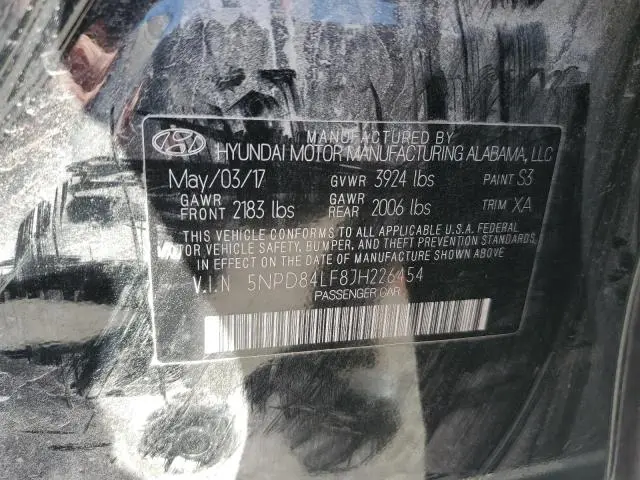 MANUFACTURED BY
HYUNDAI MOTOR MANUFACTURING ALABAMA, LLC
May/03/17 GVWR 3924 lbs PAINT S3
GAWR FRONT 2183 lbs GAWR REAR 2006 lbs TRIM XA
THIS VEHICLE CONFORMS TO ALL APPLICABLE U.S.A. FEDERAL
MOTOR VEHICLE SAFETY, BUMPER, AND THEFT PREVENTION STANDARDS
IN EFFECT ON THE DATE OF MANUFACTURE SHOWN ABOVE
V.I.N 5NPD84LF8JH226454
PASSENGER CAR